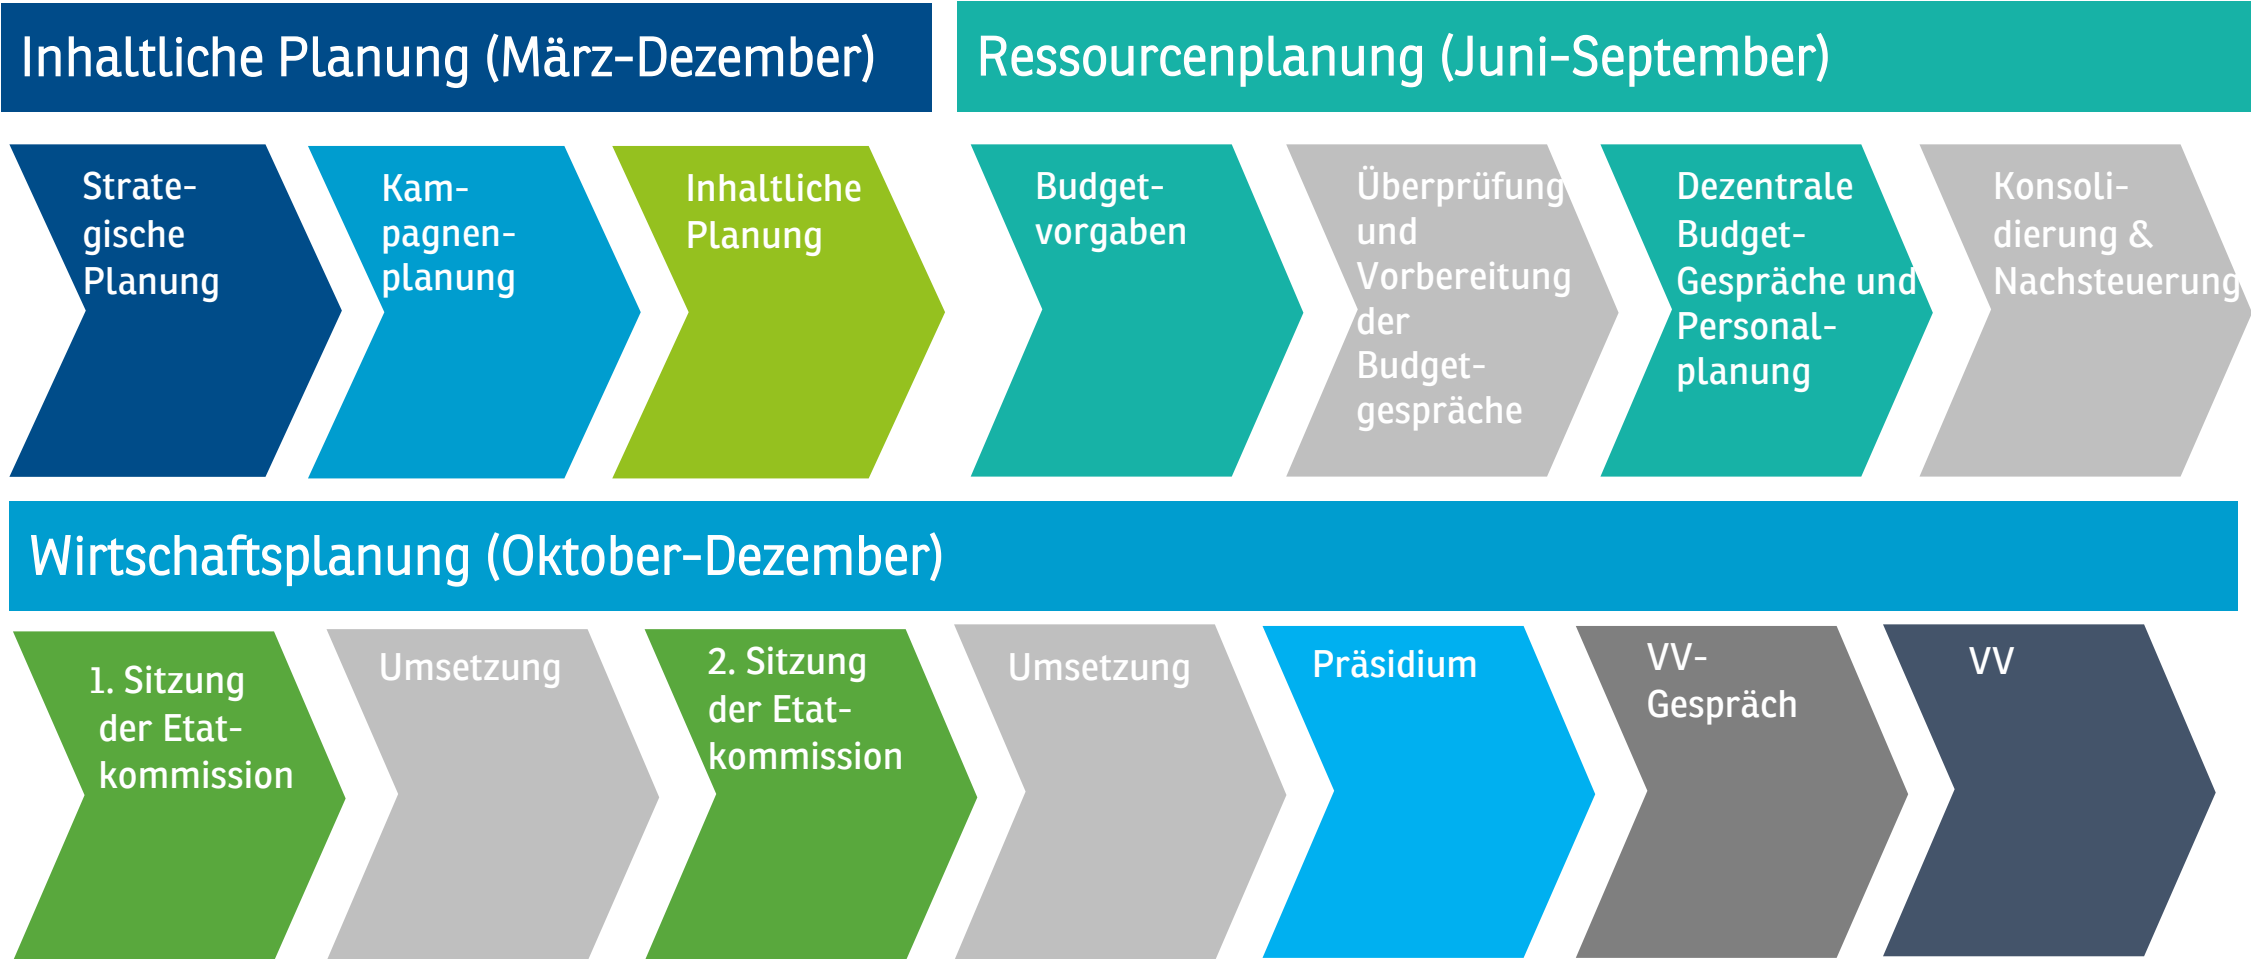 Inhaltliche Planung (März-Dezember)
Strate-
gische
Planung
Kam-
pagnen-
planung
Inhaltliche
Planung
Ressourcenplanung (Juni-September)
Budget-
vorgaben
Überprüfung
und
Vorbereitung
der
Budget-
gespräche
Dezentrale
Budget-
Gespräche und
Personal-
planung
Konsoli-
dierung &
Nachsteuerung
Wirtschaftsplanung (Oktober-Dezember)
1. Sitzung
der Etat-
kommission
Umsetzung
2. Sitzung
der Etat-
kommission
Umsetzung
Präsidium
VV-
Gespräch
VV